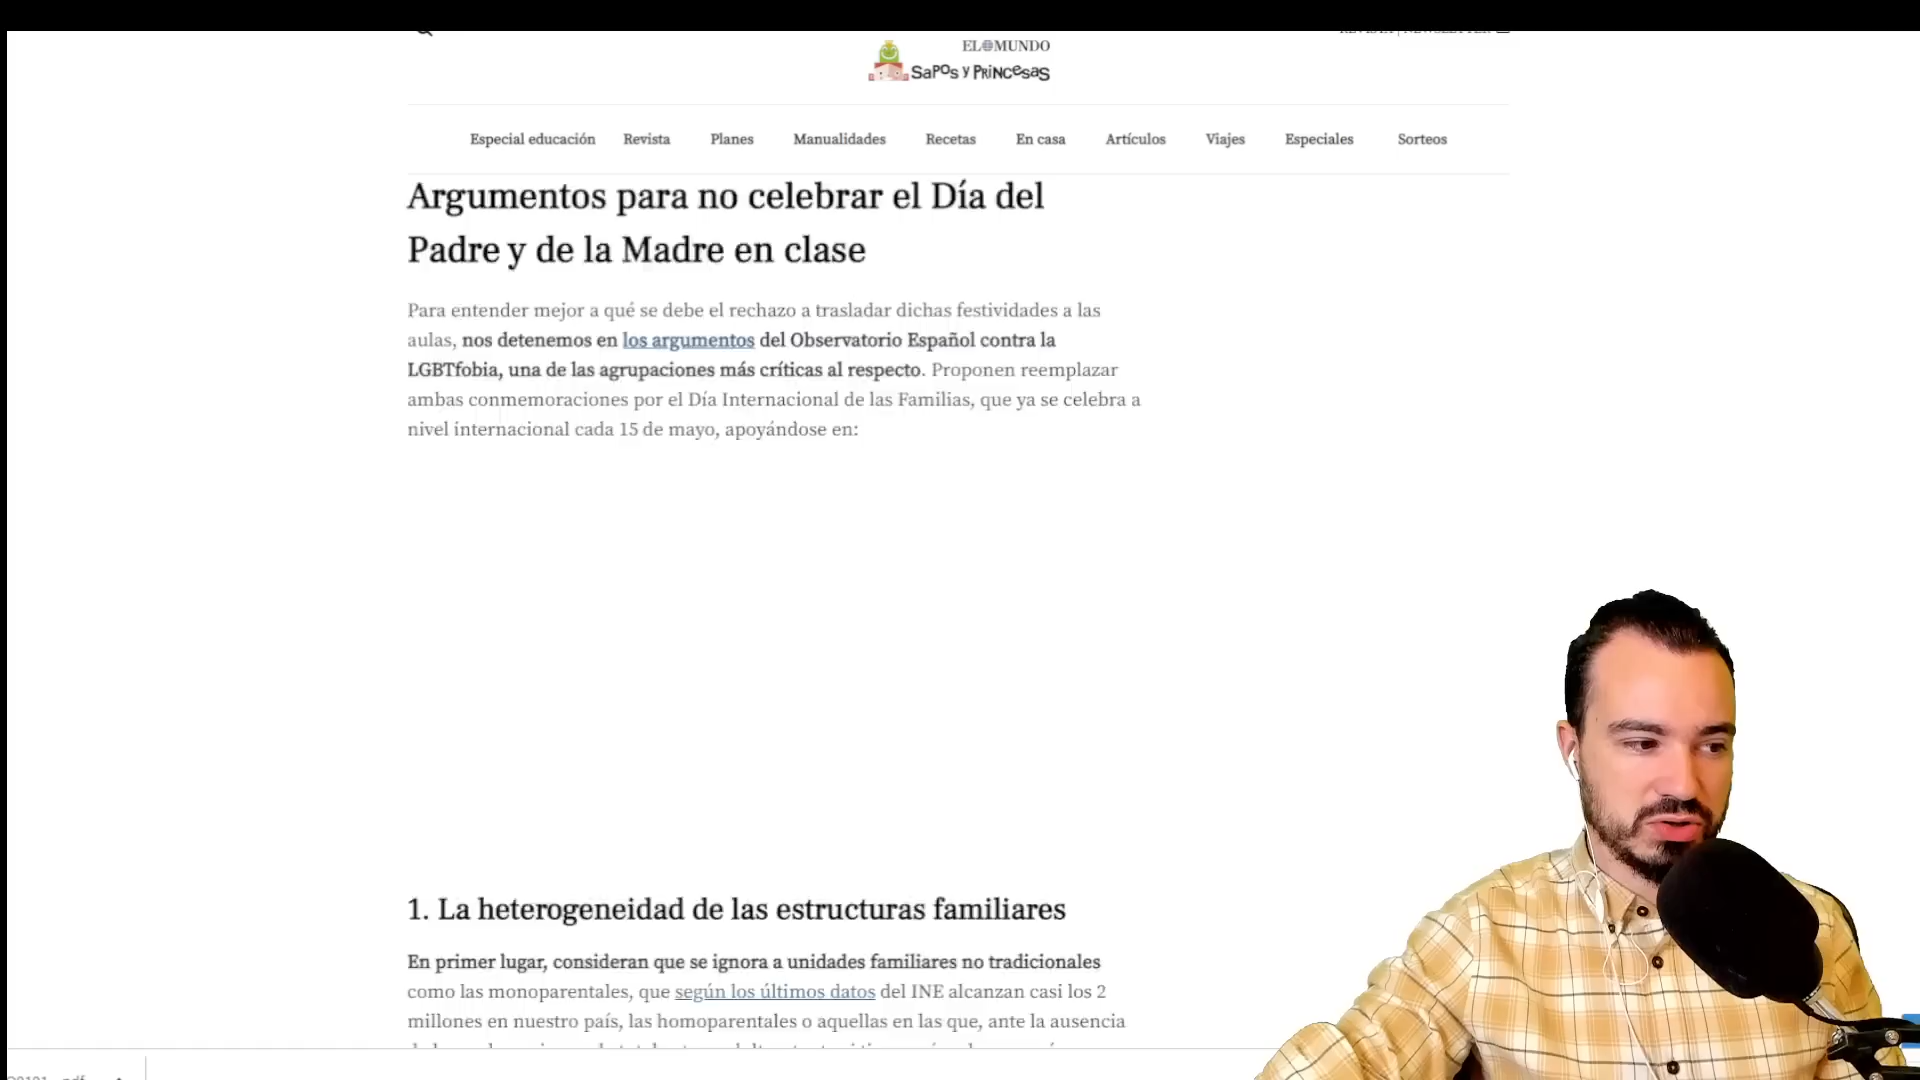 EL MUNDO
SaPOs y PRiNcesas
Especial educación Revista Planes Manualidades Recetas En casa Artículos Viajes Especiales Sorteos
Argumentos para no celebrar el Día del
Padre y de la Madre en clase
Para entender mejor a qué se debe el rechazo a trasladar dichas festividades a las
aulas, nos detenemos en los argumentos del Observatorio Español contra la
LGBTfobia, una de las agrupaciones más críticas al respecto. Proponen reemplazar
ambas conmemoraciones por el Día Internacional de las Familias, que ya se celebra a
nivel internacional cada 15 de mayo, apoyándose en:
1. La heterogeneidad de las estructuras familiares
En primer lugar, consideran que se ignora a unidades familiares no tradicionales
como las monoparentales, que según los últimos datos del INE alcanzan casi los 2
millones en nuestro país, las homoparentales o aquellas en las que, ante la ausencia